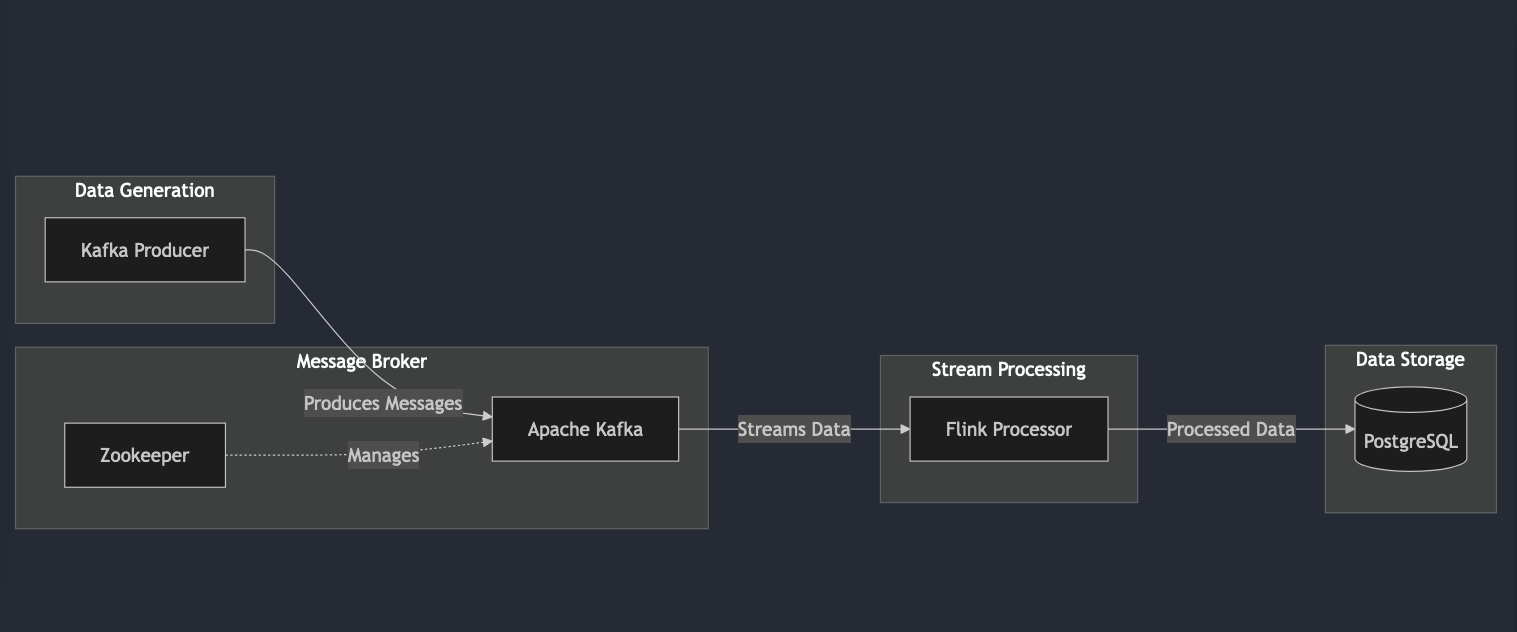 Data Generation
Kafka Producer
Message Broker
Produces Messages
Zookeeper
Manages
Apache Kafka
Streams Data
Stream Processing
Flink Processor
Processed Data
Data Storage
PostgreSQL